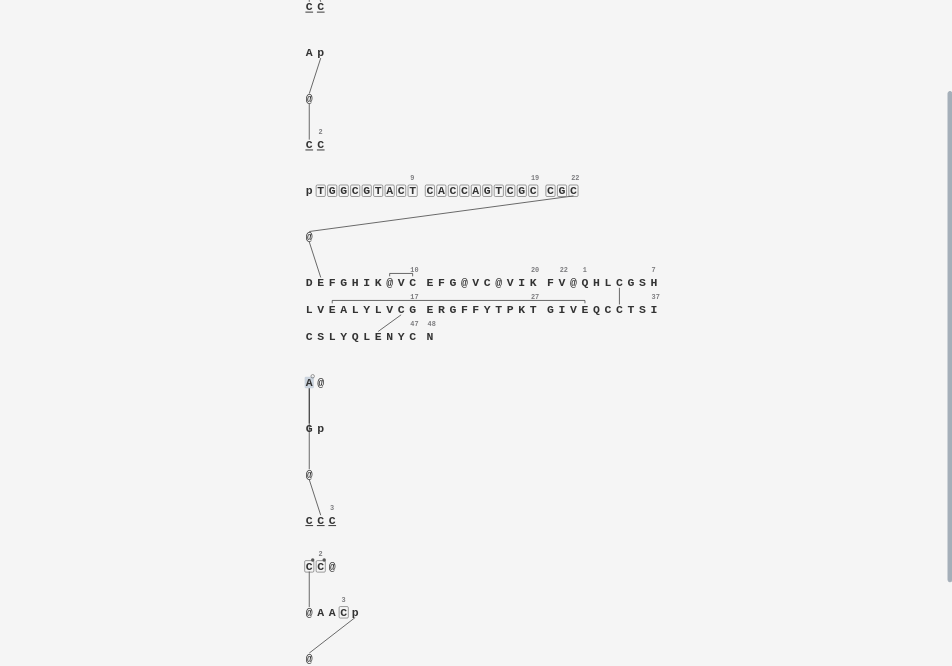 C C
A p
@
2
C C
9 19 22
p T G G C G T A C T C A C C A G T C G C C G C
@
10 20 22 1 7
D E F G H I K @ V C E F G @ V C @ V I K F V @ Q H L C G S H
17 27 37
L V E A L Y L V C G E R G F F Y T P K T G I V E Q C C T S I
47 48
C S L Y Q L E N Y C N
A @
G p
@
3
C C C
2
C C @
3
@ A A C p
@